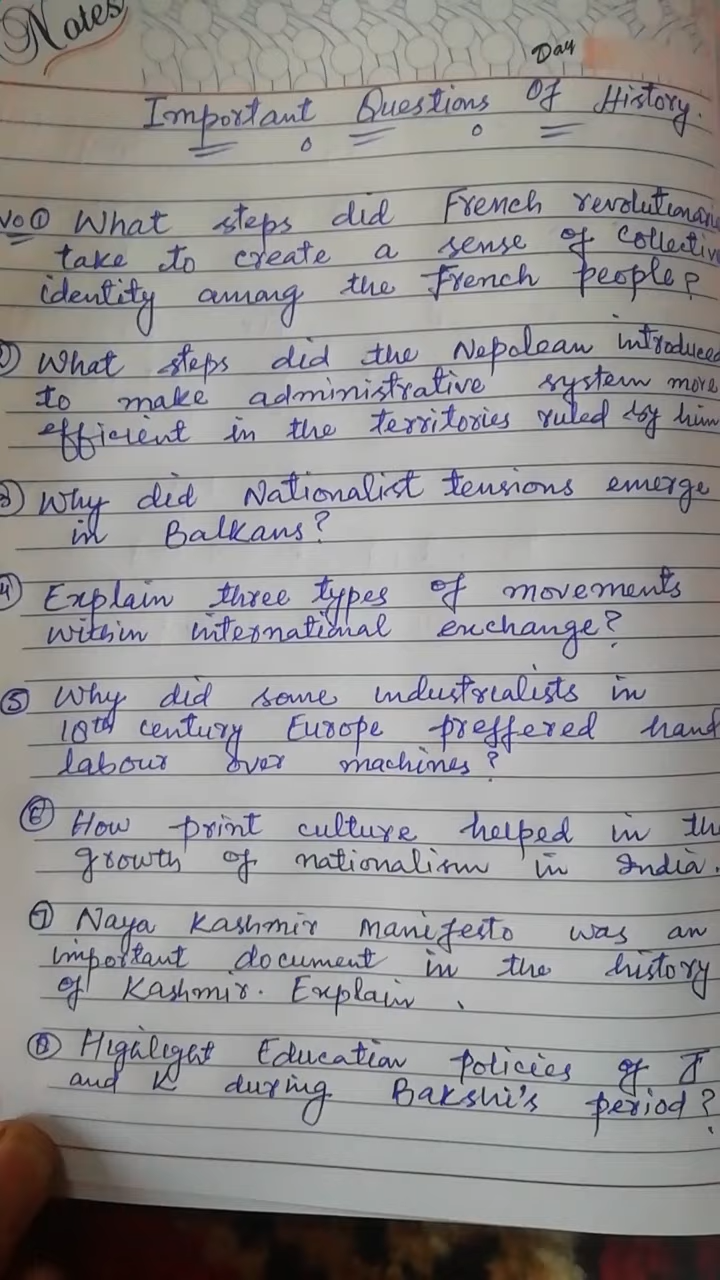 Notes
Day
Important Questions Of History.
No ① What steps did French revolutionar
take to create a sense of collectiv
identity among the French people?
What steps did the Nepolean introduced
to make administrative system more
efficient in the territories ruled by him
3) Why did Nationalist tensions emerge
in Balkans?
4) Explain three types of movements
within international exchange?
⑤ Why did some industrialists in
18th century Europe preffered hand
labour over machines?
⑥ How print culture helped in the
growth of nationalism in India.
⑦ Naya Kashmir Manifesto was an
important document in the history
of Kashmir. Explain.
⑧ Higaligat Education policies of J
and K during Bakshi's period?